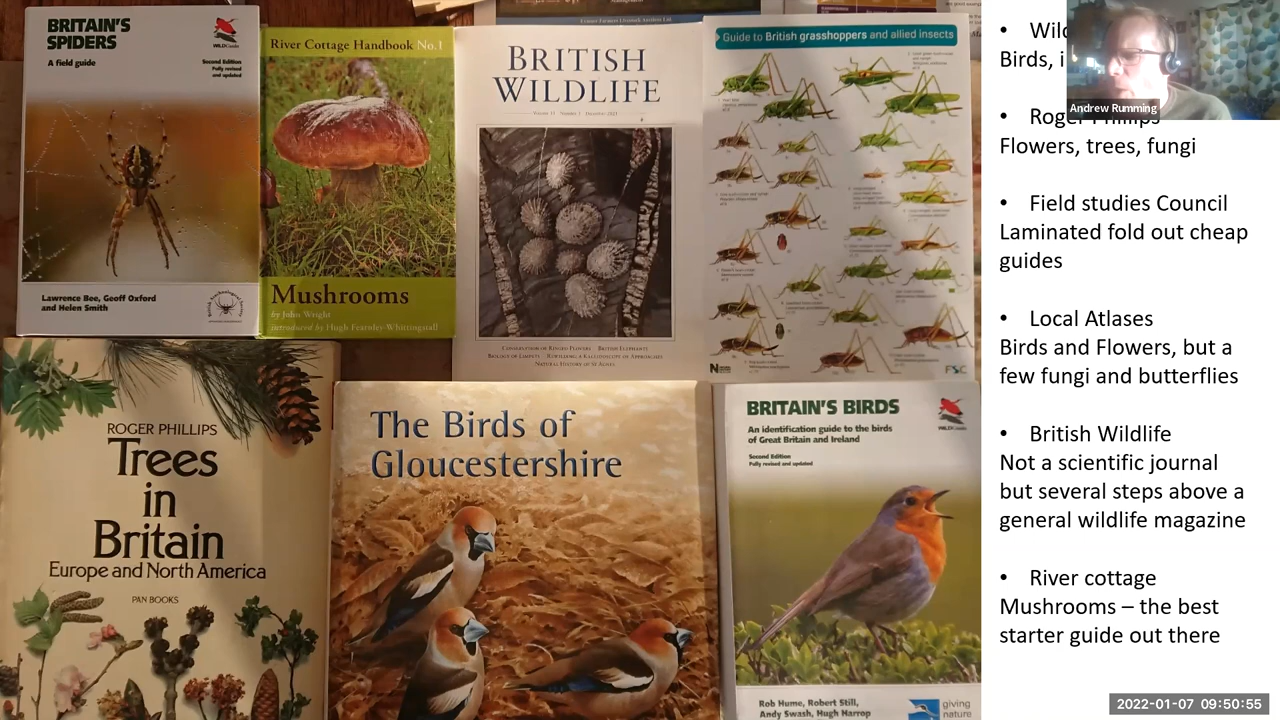 BRITAIN'S
SPIDERS
A field guide
WILDGuides
Second Edition
Fully revised
and updated
Lawrence Bee, Geoff Oxford
and Helen Smith
River Cottage Handbook No.1
Mushrooms
by John Wright
introduced by Hugh Fearnley-Whittingstall
BRITISH
WILDLIFE
NATURAL HISTORY OF
Guide to British grasshoppers and allied insects
FSC
ROGER PHILLIPS
Trees
in
Britain
Europe and North America
PAN BOOKS
The Birds of
Gloucestershire
BRITAIN'S BIRDS
An identification guide to the birds
of Great Britain and Ireland
Second Edition
Fully revised and updated
WILDGuides
Rob Hume, Robert Still,
Andy Swash, Hugh Harrop
giving
nature
Birds,
Andrew Rumming
• Roger Phillips
Flowers, trees, fungi
• Field studies Council
Laminated fold out cheap
guides
• Local Atlases
Birds and Flowers, but a
few fungi and butterflies
• British Wildlife
Not a scientific journal
but several steps above a
general wildlife magazine
• River cottage
Mushrooms – the best
starter guide out there
2022-01-07 09:50:55